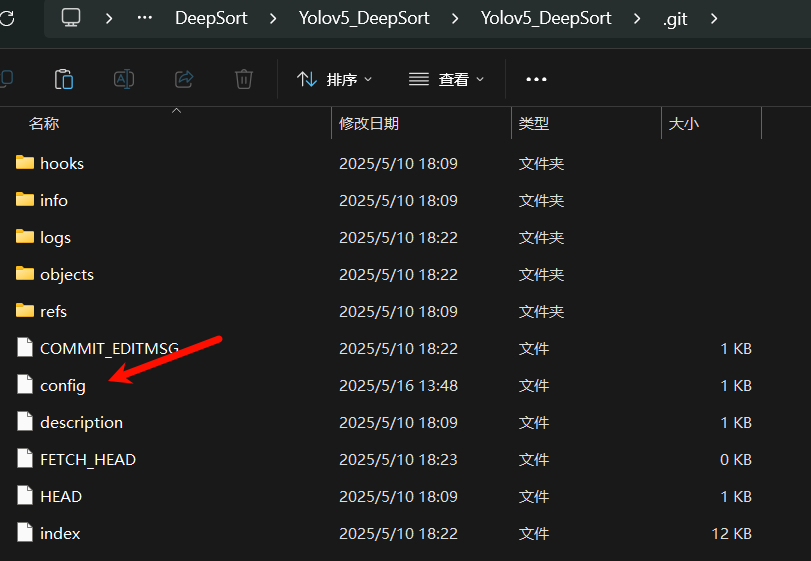 ··· DeepSort Yolov5_DeepSort Yolov5_DeepSort .git
排序 查看 ···
名称 修改日期 类型 大小
hooks 2025/5/10 18:09 文件夹
info 2025/5/10 18:09 文件夹
logs 2025/5/10 18:22 文件夹
objects 2025/5/10 18:22 文件夹
refs 2025/5/10 18:09 文件夹
COMMIT_EDITMSG 2025/5/10 18:22 文件 1 KB
config 2025/5/16 13:48 文件 1 KB
description 2025/5/10 18:09 文件 1 KB
FETCH_HEAD 2025/5/10 18:23 文件 0 KB
HEAD 2025/5/10 18:09 文件 1 KB
index 2025/5/10 18:22 文件 12 KB